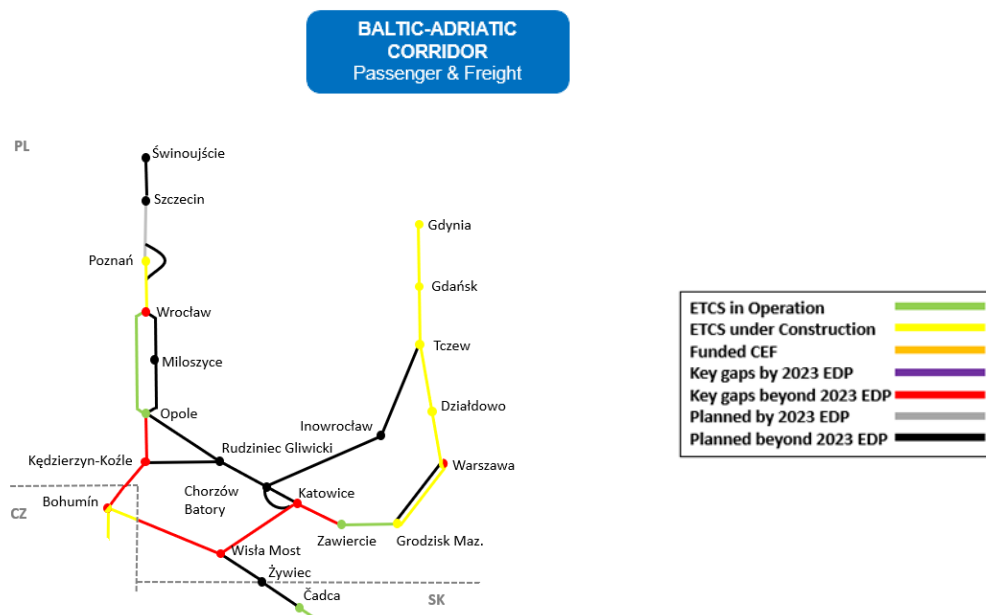 BALTIC-ADRIATIC
CORRIDOR
Passenger & Freight
PL
Świnoujście
Szczecin
Gdynia
Poznań
Gdańsk
Wrocław
ETCS in Operation
ETCS under Construction
Tczew
Funded CEF
Miloszyce
Key gaps by 2023 EDP
Key gaps beyond 2023 EDP
Działdowo
Opole
Planned by 2023 EDP
Inowrocław
Planned beyond 2023 EDP
Rudziniec Gliwicki
Kędzierzyn-Koźle
Warszawa
Chorzów
Batory
Katowice
Bohumín
CZ
Zawiercie
Grodzisk Maz.
Wisła Most
Żywiec
Čadca
SK